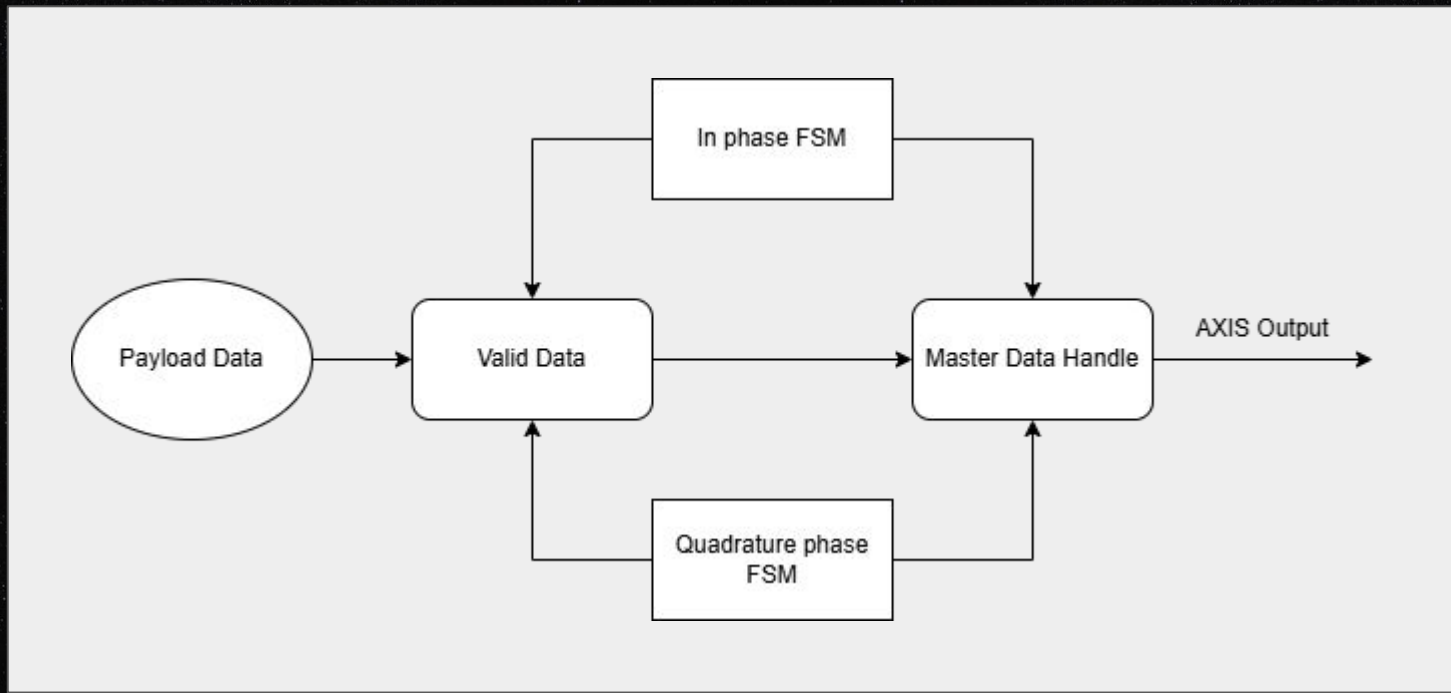 In phase FSM
Payload Data
Valid Data
Master Data Handle
AXIS Output
Quadrature phase
FSM